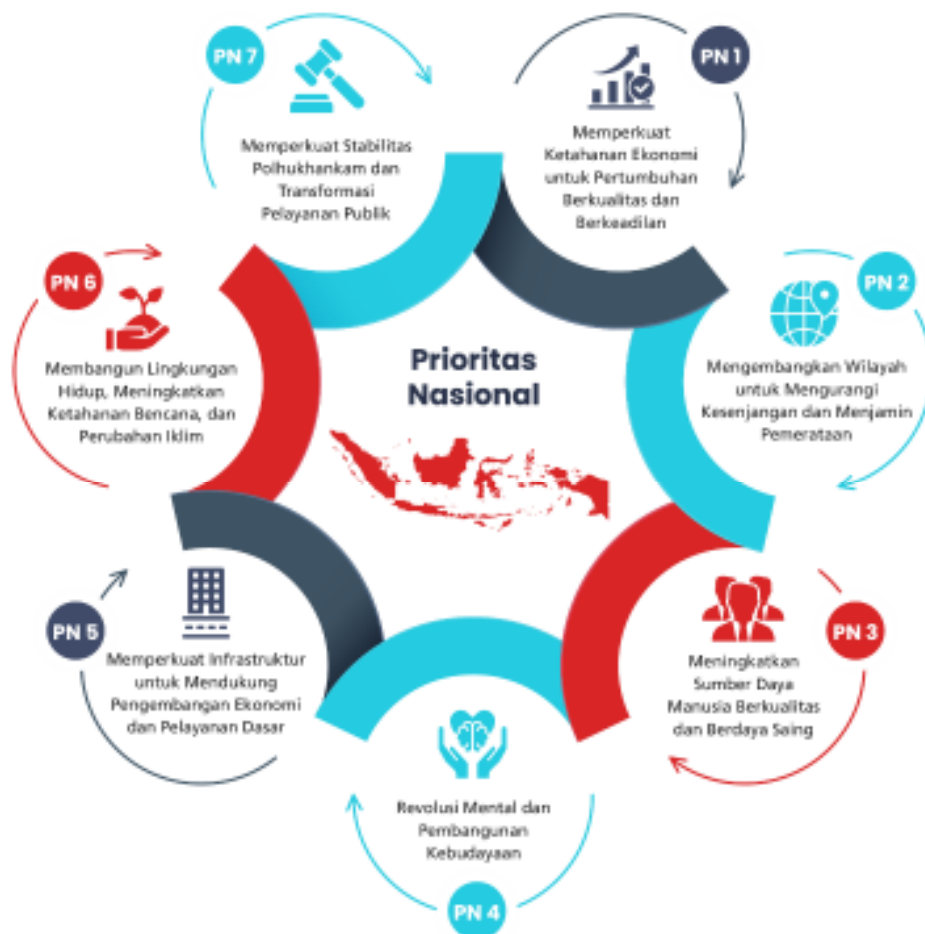 Prioritas
Nasional
PN 1
Memperkuat
Ketahanan Ekonomi
untuk Pertumbuhan
Berkualitas dan
Berkeadilan
PN 2
Mengembangkan Wilayah
untuk Mengurangi
Kesenjangan dan Menjamin
Pemerataan
PN 3
Meningkatkan
Sumber Daya
Manusia Berkualitas
dan Berdaya Saing
PN 4
Revolusi Mental dan
Pembangunan
Kebudayaan
PN 5
Memperkuat Infrastruktur
untuk Mendukung
Pengembangan Ekonomi
dan Pelayanan Dasar
PN 6
Membangun Lingkungan
Hidup, Meningkatkan
Ketahanan Bencana, dan
Perubahan Iklim
PN 7
Memperkuat Stabilitas
Polhukhankam dan
Transformasi
Pelayanan Publik